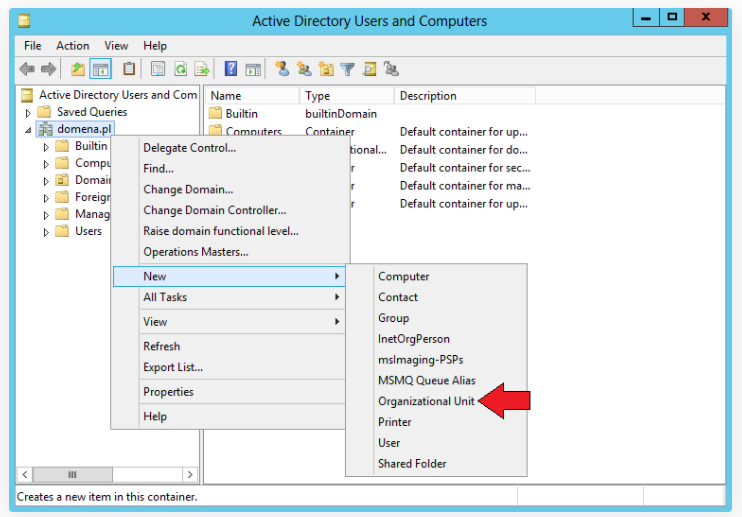 Active Directory Users and Computers
File Action View Help
Active Directory Users and Com
Saved Queries
domena.pl
Builtin
Compu
Domai
Foreig
Manag
Users
Name Type Description
Builtin builtinDomain
Computers Container Default container for up...
tional... Default container for do...
r Default container for sec...
r Default container for ma...
r Default container for up...
Delegate Control...
Find...
Change Domain...
Change Domain Controller...
Raise domain functional level...
Operations Masters...
New
All Tasks
View
Refresh
Export List...
Properties
Help
Computer
Contact
Group
InetOrgPerson
msImaging-PSPs
MSMQ Queue Alias
Organizational Unit
Printer
User
Shared Folder
Creates a new item in this container.